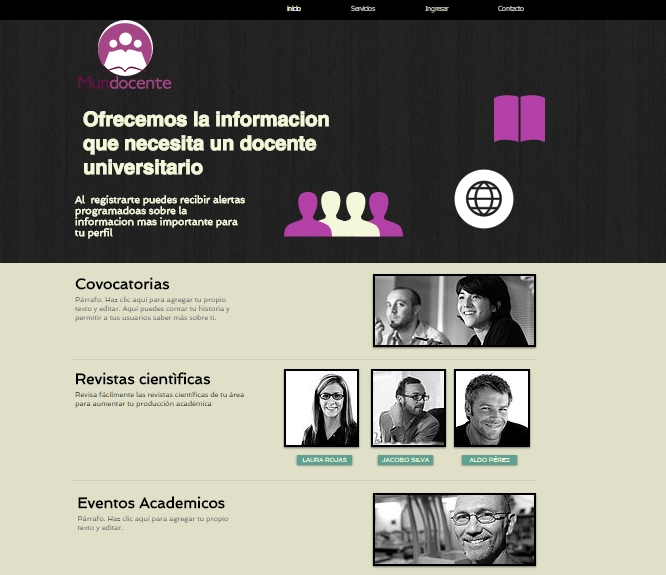 Inicio Servicios Ingresar Contacto
Mundocente
Ofrecemos la informacion
que necesita un docente
universitario
Al registrarte puedes recibir alertas
programadoas sobre la
informacion mas importante para
tu perfil
Covocatorias
Párrafo. Haz clic aquí para agregar tu propio
texto y editar. Aquí puedes contar tu historia y
permitir a tus usuarios saber más sobre ti.
Revistas cientìficas
Revisa fácilmente las revistas científicas de tu área
para aumentar tu producción académica
LAURA ROJAS JACOBO SILVA ALDO PÉREZ
Eventos Academicos
Párrafo. Haz clic aquí para agregar tu propio
texto y editar.